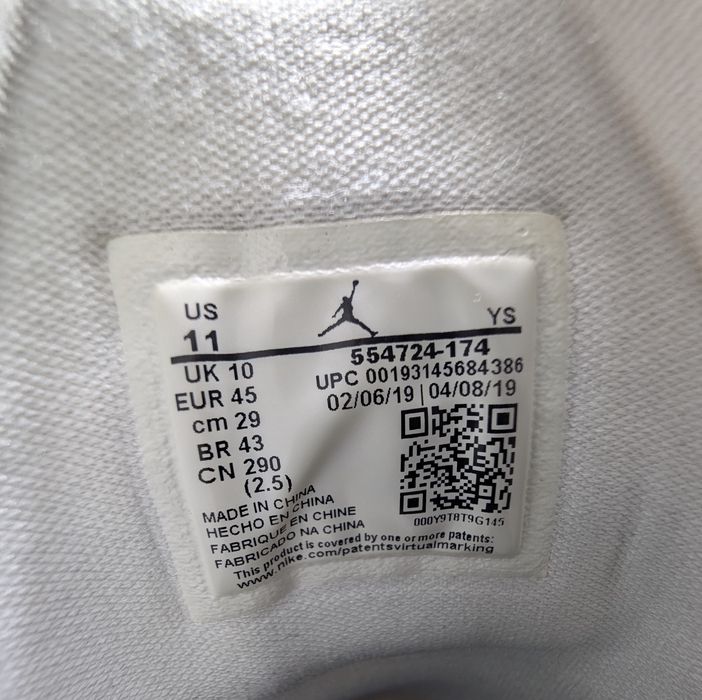 US
11
UK 10
EUR 45
cm 29
BR 43
CN 290
(2.5)
YS
554724-174
UPC 00193145684386
02/06/19 | 04/08/19
000Y9T8T9G145
MADE IN CHINA
HECHO EN CHINA
FABRIQUE EN CHINE
FABRICADO NA CHINA
This product is covered by one or more patents:
www.nike.com/patentsvirtualmarking